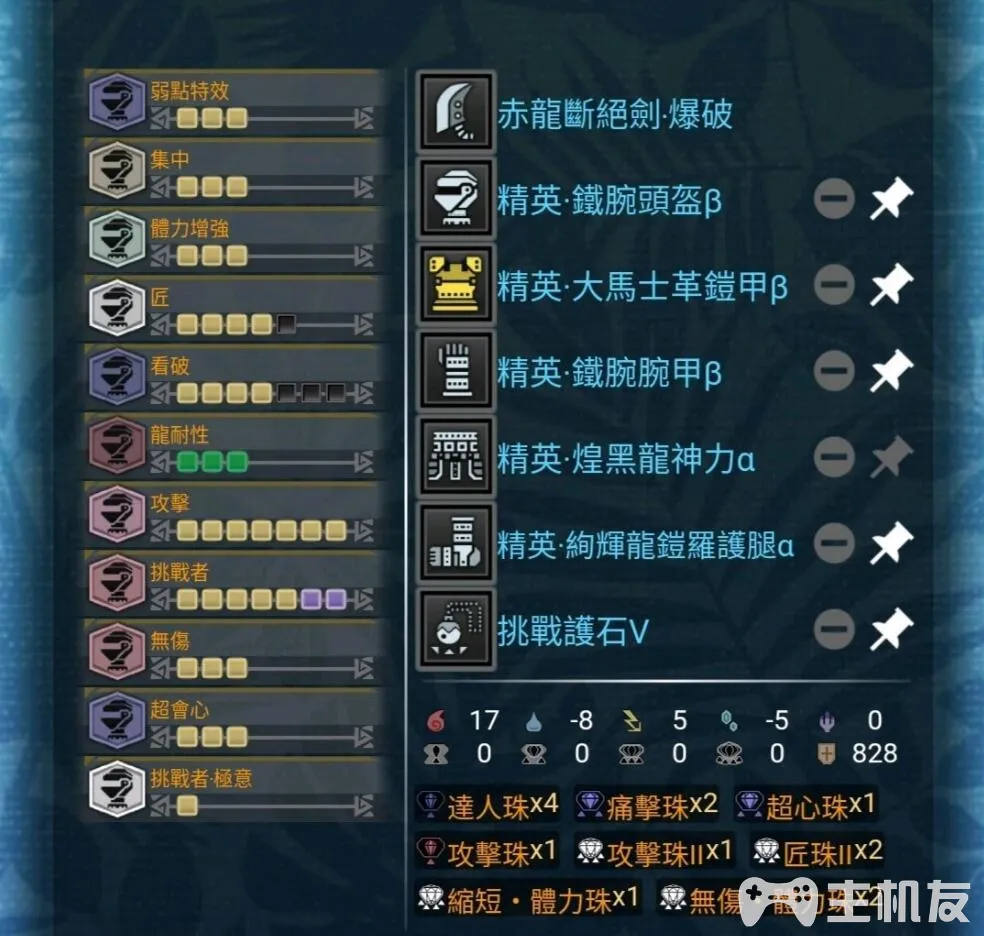 弱點特效
集中
體力增強
匠
看破
龍耐性
攻擊
挑戰者
無傷
超會心
挑戰者·極意
赤龍斷絕劍·爆破
精英·鐵腕頭盔β
精英·大馬士革鎧甲β
精英·鐵腕腕甲β
精英·煌黑龍神力α
精英·絢輝龍鎧羅護腿α
挑戰護石V
17 -8 5 -5 0
0 0 0 0 828
達人珠x4 痛擊珠x2 超心珠x1
攻擊珠x1 攻擊珠II x1 匠珠II x2
縮短・體力珠x1 無傷・體力珠x2
主机友